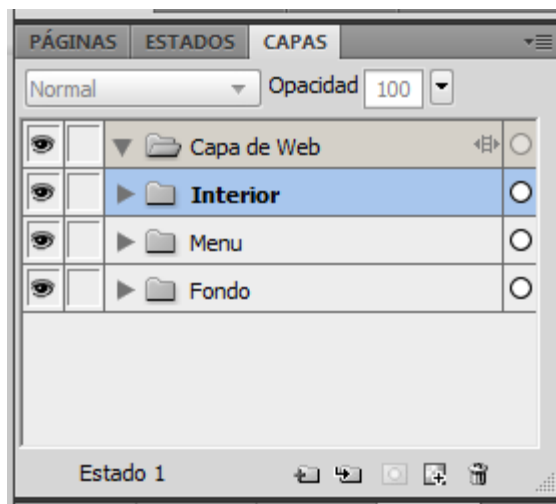 PÁGINAS ESTADOS CAPAS
Normal Opacidad 100
Capa de Web
Interior
Menu
Fondo
Estado 1